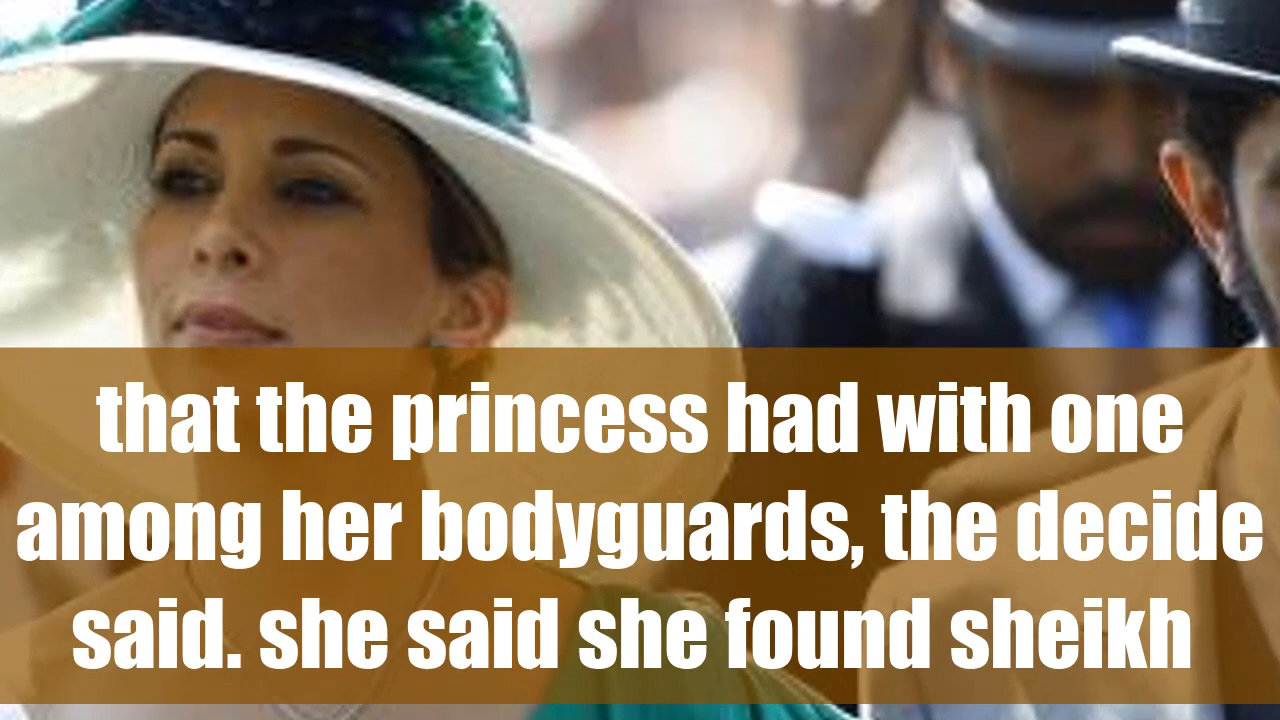 that the princess had with one
among her bodyguards, the decide
said. she said she found sheikh